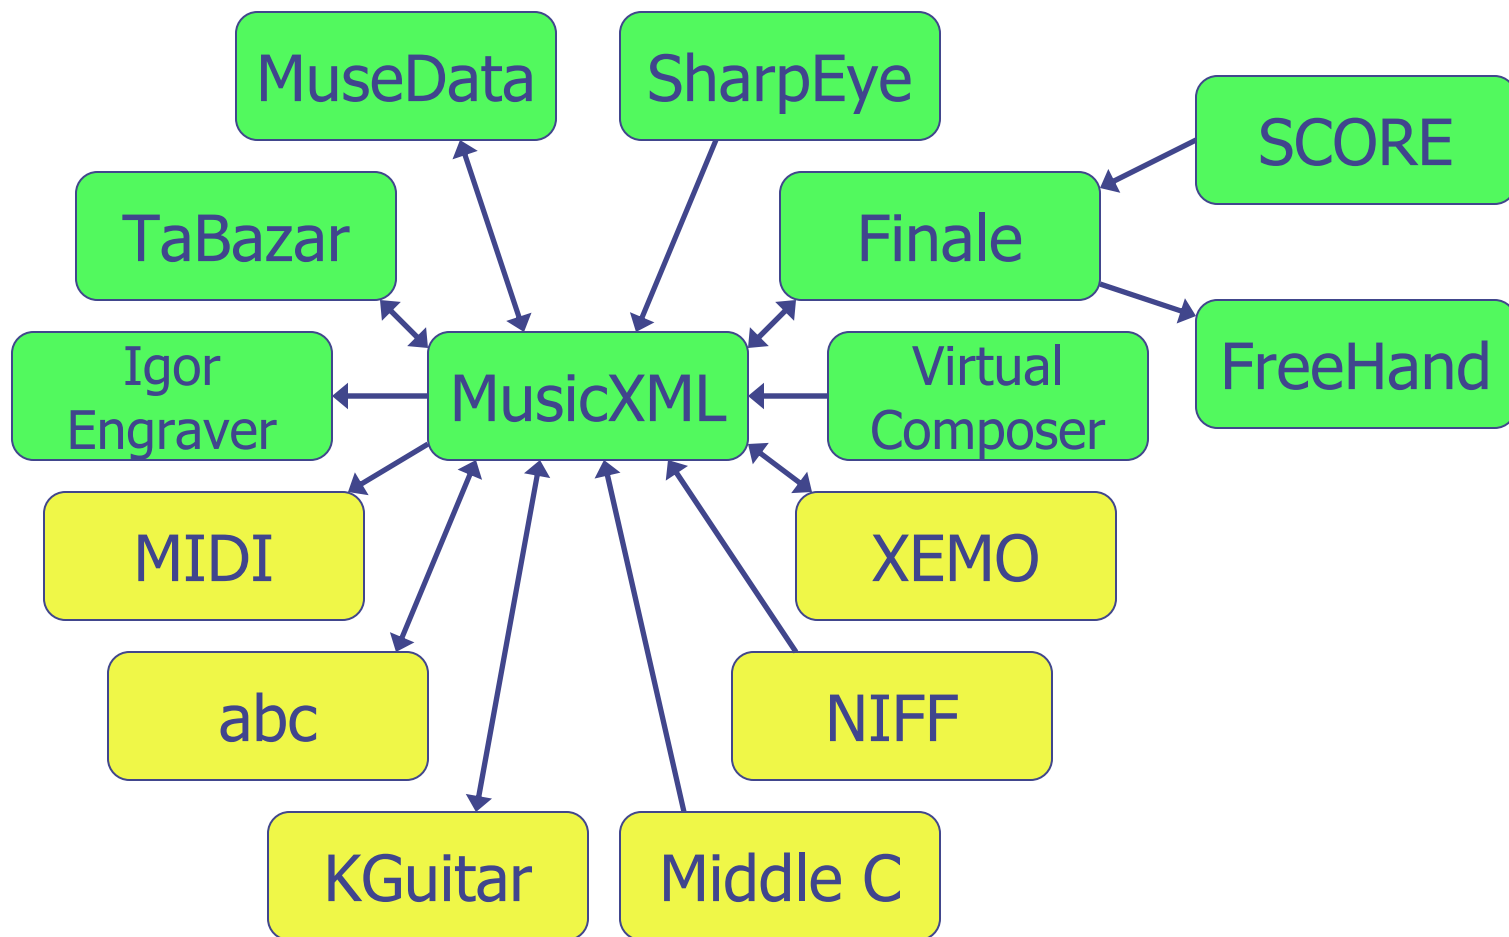 MuseData
SharpEye
SCORE
TaBazar
Finale
Igor
Engraver
MusicXML
Virtual
Composer
FreeHand
MIDI
XEMO
abc
NIFF
KGuitar
Middle C